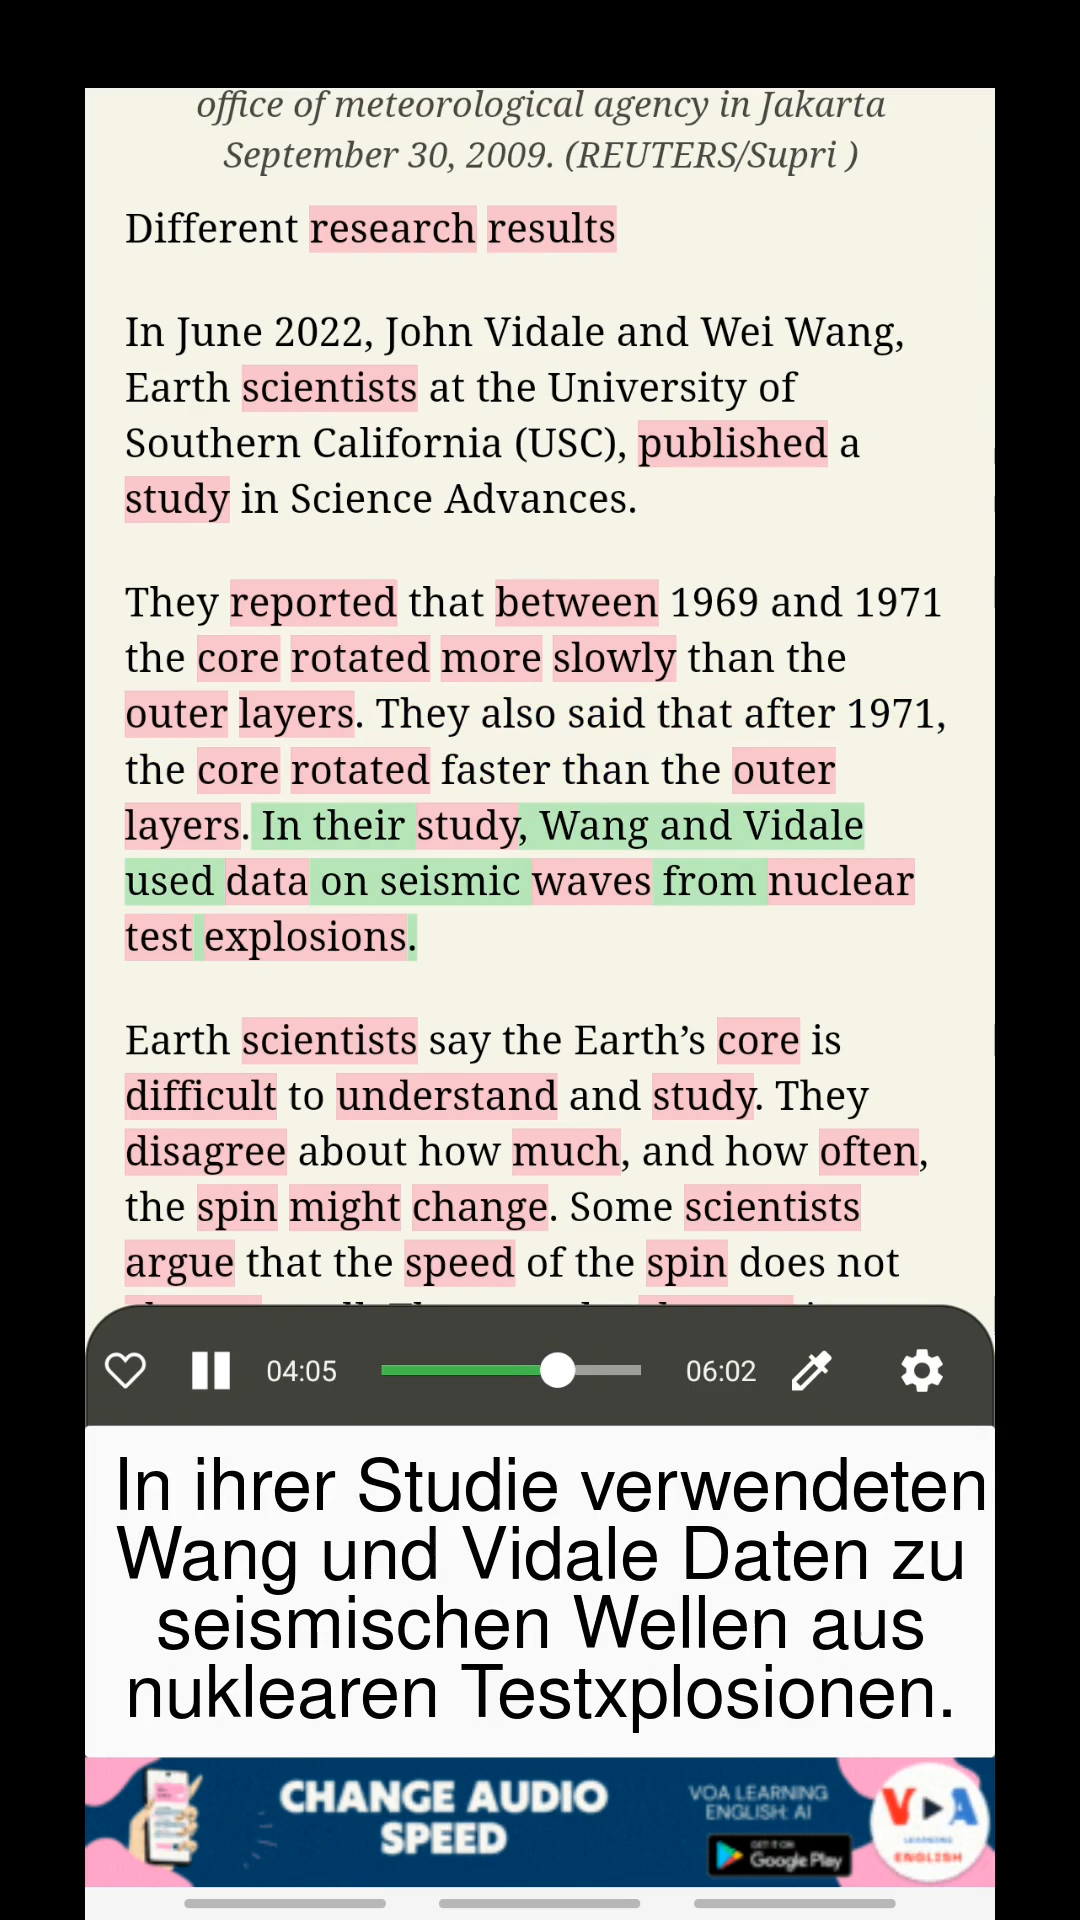 office of meteorological agency in Jakarta
September 30, 2009. (REUTERS/Supri )
Different research results
In June 2022, John Vidale and Wei Wang,
Earth scientists at the University of
Southern California (USC), published a
study in Science Advances.
They reported that between 1969 and 1971
the core rotated more slowly than the
outer layers. They also said that after 1971,
the core rotated faster than the outer
layers. In their study, Wang and Vidale
used data on seismic waves from nuclear
test explosions.
Earth scientists say the Earth’s core is
difficult to understand and study. They
disagree about how much, and how often,
the spin might change. Some scientists
argue that the speed of the spin does not
04:05
06:02
In ihrer Studie verwendeten
Wang und Vidale Daten zu
seismischen Wellen aus
nuklearen Testxplosionen.
CHANGE AUDIO
SPEED
VOA LEARNING
ENGLISH: AI
GET IT ON
Google Play
VOA
LEARNING
ENGLISH